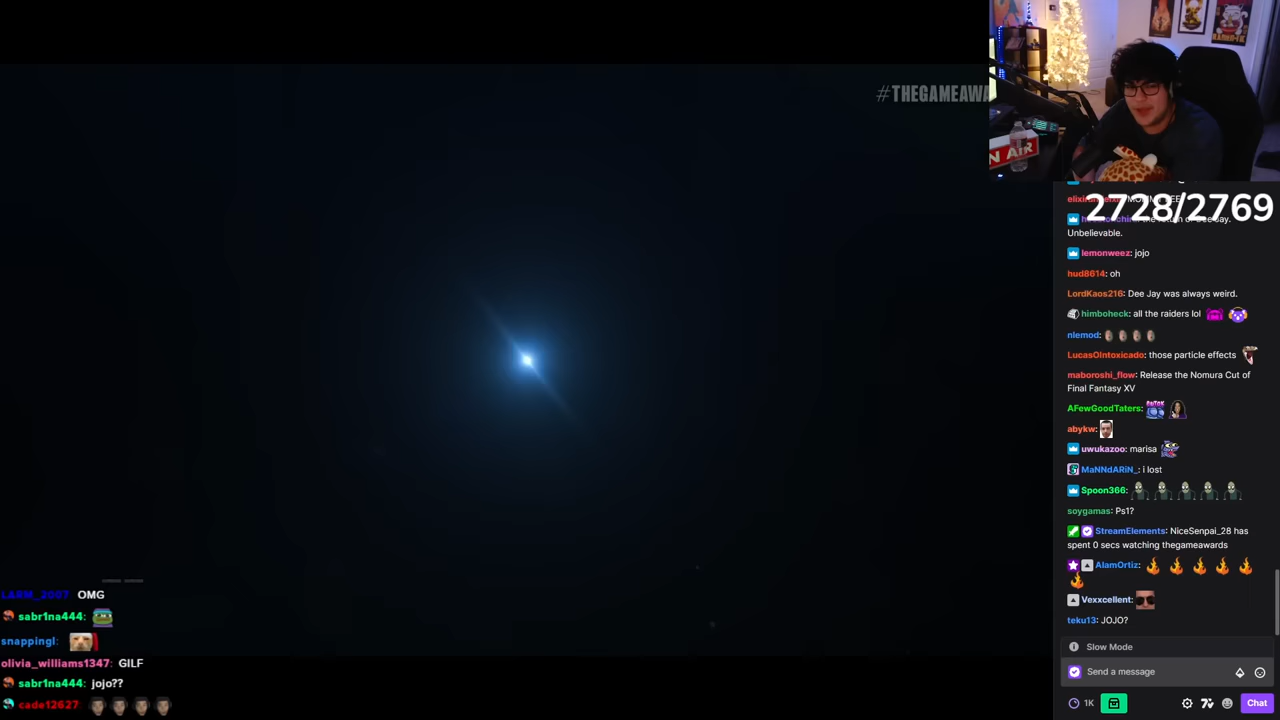 #THEGAMEAWA
N AIR
2728/2769
Unbelievable.
lemonweez: jojo
hud8614: oh
LordKaos216: Dee Jay was always weird.
himboheck: all the raiders lol
nlemod:
LucasOIntoxicado: those particle effects
maboroshi_flow: Release the Nomura Cut of
Final Fantasy XV
AFewGoodTaters:
abykw:
uwukazoo: marisa
MaNNdARiN_: i lost
Spoon366:
soygamas: Ps1?
StreamElements: NiceSenpai_28 has
spent 0 secs watching thegameawards
AlamOrtiz:
Vexxcellent:
teku13: JOJO?
Slow Mode
Send a message
1K
Chat
LARM_2007 OMG
sabr1na444:
snappingl:
olivia_williams1347: GILF
sabr1na444: jojo??
cade12627